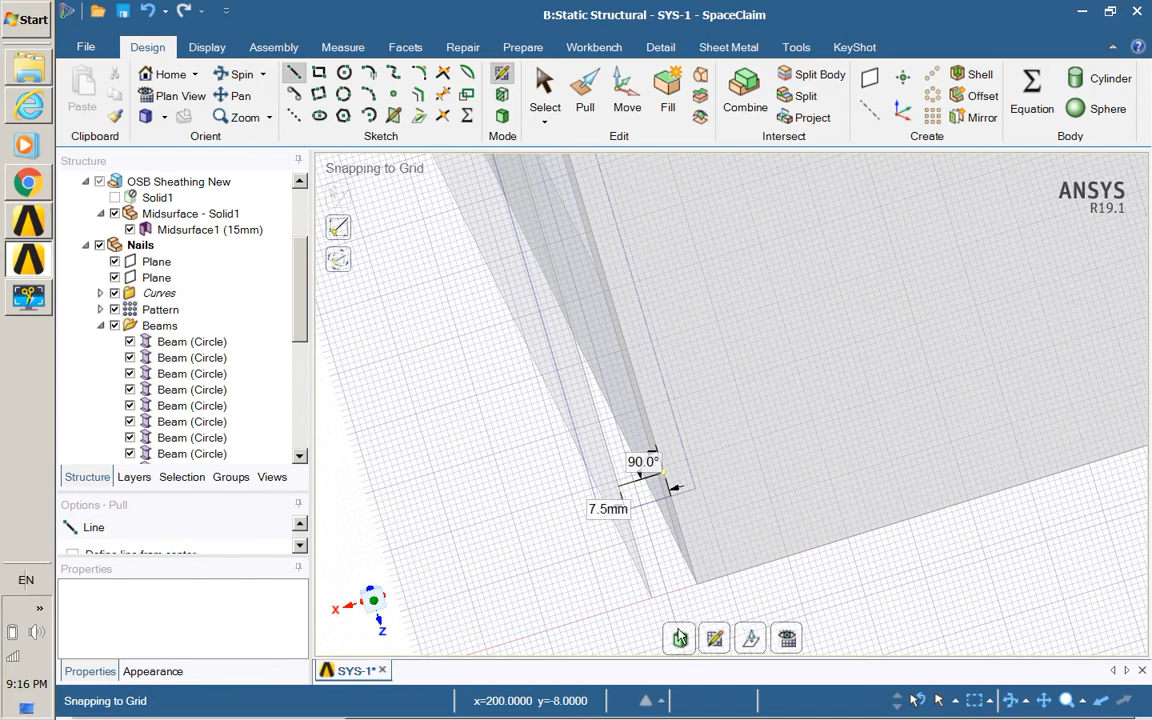 Start
B:Static Structural - SYS-1 - SpaceClaim
File Design Display Assembly Measure Facets Repair Prepare Workbench Detail Sheet Metal Tools KeyShot
Paste
Home
Spin
Plan View
Pan
Zoom
Select
Pull
Move
Fill
Combine
Split Body
Split
Project
Shell
Offset
Mirror
Equation
Cylinder
Sphere
Clipboard Orient Sketch Mode Edit Intersect Create Body
Structure
OSB Sheathing New
Solid1
Midsurface - Solid1
Midsurface1 (15mm)
Nails
Plane
Plane
Curves
Pattern
Beams
Beam (Circle)
Beam (Circle)
Beam (Circle)
Beam (Circle)
Beam (Circle)
Beam (Circle)
Beam (Circle)
Beam (Circle)
Structure Layers Selection Groups Views
Options - Pull
Line
Define line from center
Properties
Properties Appearance
Snapping to Grid
ANSYS
R19.1
90.0°
7.5mm
X
Z
SYS-1*
EN
»
9:16 PM
Snapping to Grid
x=200.0000 y=-8.0000